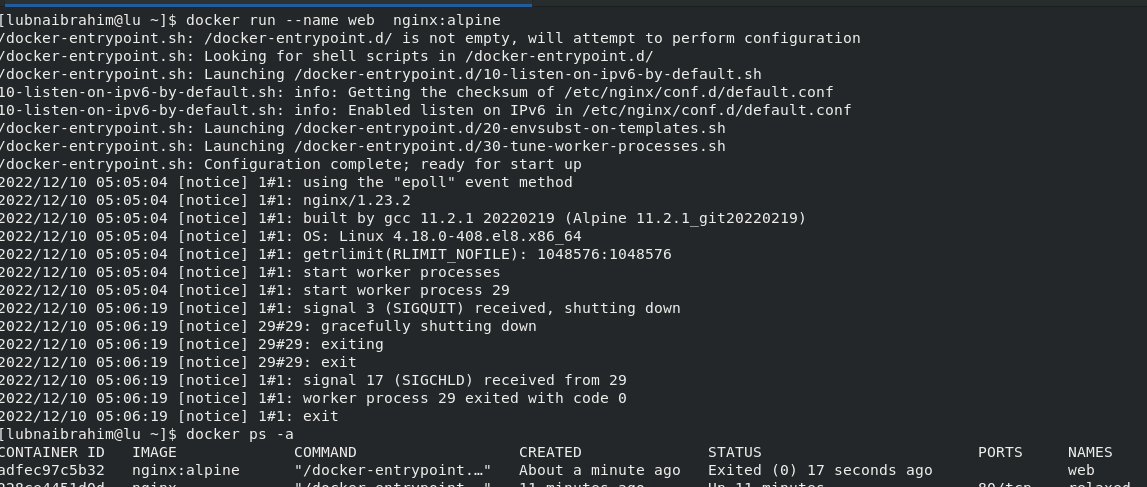 [lubnaibrahim@lu ~]$ docker run --name web  nginx:alpine
/docker-entrypoint.sh: /docker-entrypoint.d/ is not empty, will attempt to perform configuration
/docker-entrypoint.sh: Looking for shell scripts in /docker-entrypoint.d/
/docker-entrypoint.sh: Launching /docker-entrypoint.d/10-listen-on-ipv6-by-default.sh
10-listen-on-ipv6-by-default.sh: info: Getting the checksum of /etc/nginx/conf.d/default.conf
10-listen-on-ipv6-by-default.sh: info: Enabled listen on IPv6 in /etc/nginx/conf.d/default.conf
/docker-entrypoint.sh: Launching /docker-entrypoint.d/20-envsubst-on-templates.sh
/docker-entrypoint.sh: Launching /docker-entrypoint.d/30-tune-worker-processes.sh
/docker-entrypoint.sh: Configuration complete; ready for start up
2022/12/10 05:05:04 [notice] 1#1: using the "epoll" event method
2022/12/10 05:05:04 [notice] 1#1: nginx/1.23.2
2022/12/10 05:05:04 [notice] 1#1: built by gcc 11.2.1 20220219 (Alpine 11.2.1_git20220219)
2022/12/10 05:05:04 [notice] 1#1: OS: Linux 4.18.0-408.el8.x86_64
2022/12/10 05:05:04 [notice] 1#1: getrlimit(RLIMIT_NOFILE): 1048576:1048576
2022/12/10 05:05:04 [notice] 1#1: start worker processes
2022/12/10 05:05:04 [notice] 1#1: start worker process 29
2022/12/10 05:06:19 [notice] 1#1: signal 3 (SIGQUIT) received, shutting down
2022/12/10 05:06:19 [notice] 29#29: gracefully shutting down
2022/12/10 05:06:19 [notice] 29#29: exiting
2022/12/10 05:06:19 [notice] 29#29: exit
2022/12/10 05:06:19 [notice] 1#1: signal 17 (SIGCHLD) received from 29
2022/12/10 05:06:19 [notice] 1#1: worker process 29 exited with code 0
2022/12/10 05:06:19 [notice] 1#1: exit
[lubnaibrahim@lu ~]$ docker ps -a
CONTAINER ID   IMAGE          COMMAND                  CREATED              STATUS                      PORTS     NAMES
adfec97c5b32   nginx:alpine   "/docker-entrypoint.…"   About a minute ago   Exited (0) 17 seconds ago             web
nginx          "/docker-entrypoint.…"   11 minutes ago       Up 11 minutes               80/tcp    relaxed